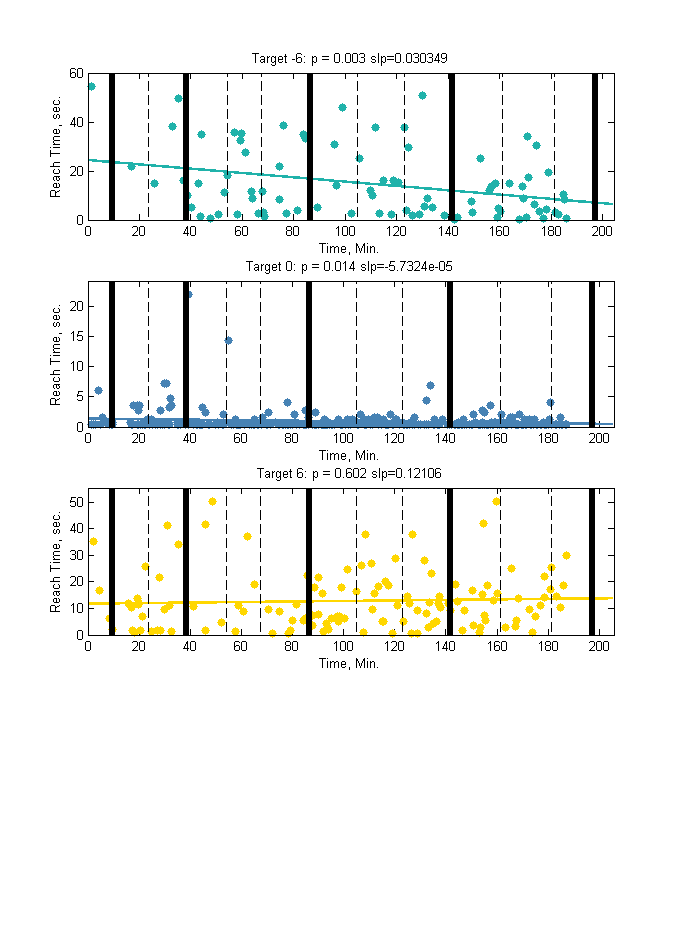 Target -6: p = 0.003 slp=0.030349
60
40
20
0
Reach Time, sec.
0 20 40 60 80 100 120 140 160 180 200
Time, Min.
Target 0: p = 0.014 slp=-5.7324e-05
20
15
10
5
0
Reach Time, sec.
0 20 40 60 80 100 120 140 160 180 200
Time, Min.
Target 6: p = 0.602 slp=0.12106
50
40
30
20
10
0
Reach Time, sec.
0 20 40 60 80 100 120 140 160 180 200
Time, Min.